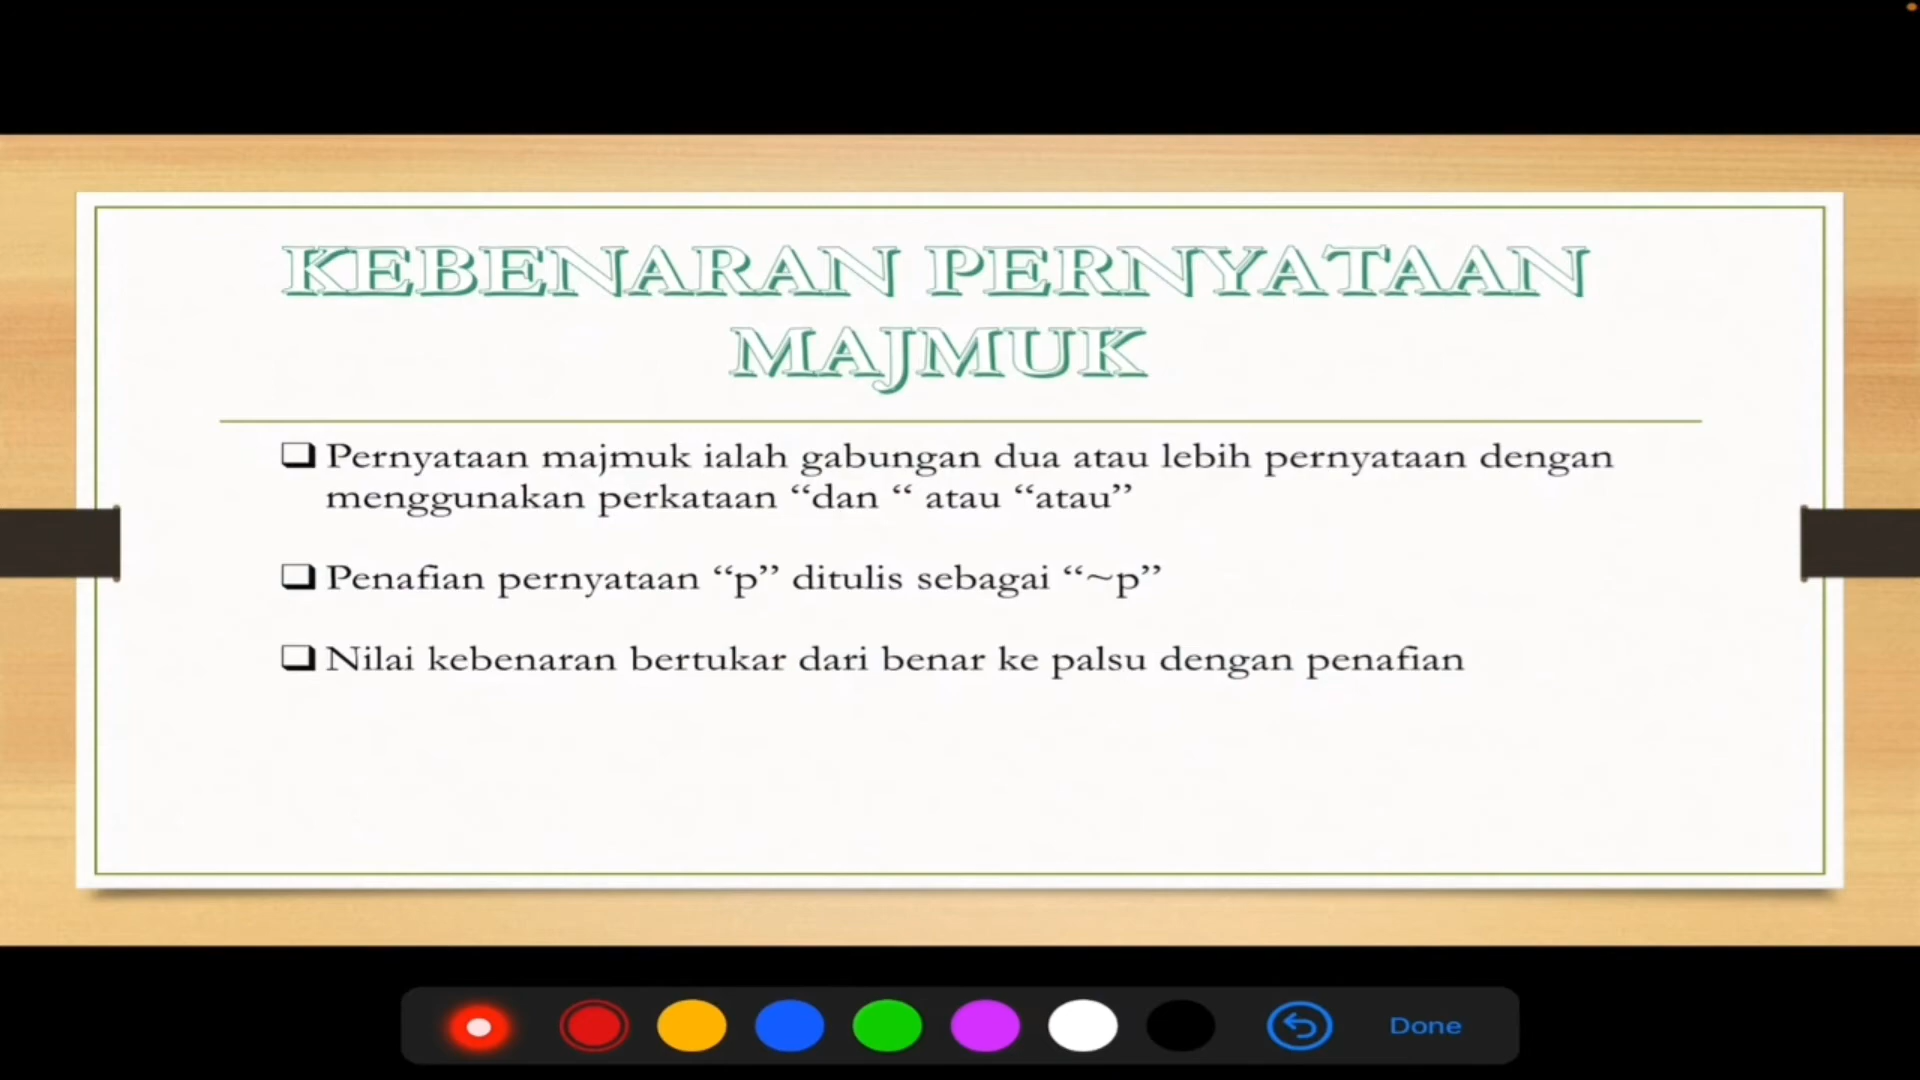 KEBENARAN PERNYATAAN
MAJMUK
Pernyataan majmuk ialah gabungan dua atau lebih pernyataan dengan
menggunakan perkataan “dan “ atau “atau”
Penafian pernyataan “p” ditulis sebagai “~p”
Nilai kebenaran bertukar dari benar ke palsu dengan penafian
Done